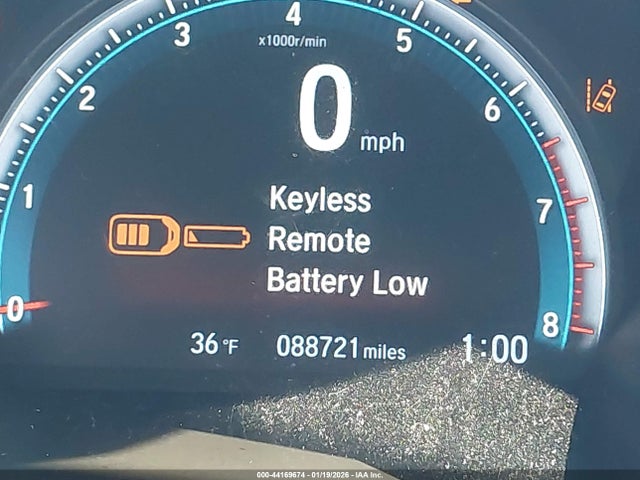 4
3
5
x1000r/min
2
6
0 mph
1
7
Keyless
Remote
Battery Low
0
8
36 °F 088721 miles 1:00
000-44169674 - 01/19/2026 - IAA Inc.